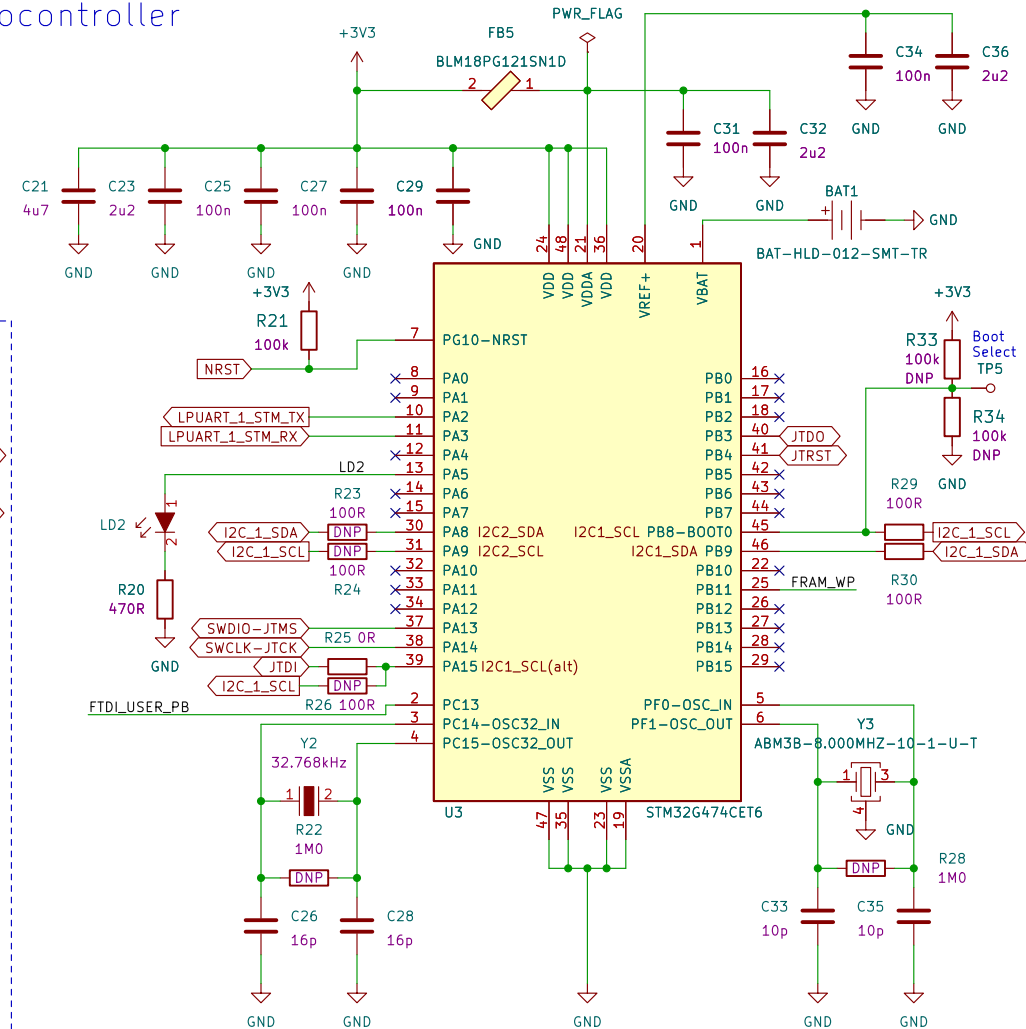 ocontroller
PWR_FLAG
+3V3
FB5
BLM18PG121SN1D
2
1
C34
100n
GND
C36
2u2
GND
C31
100n
GND
C32
2u2
GND
C21
4u7
GND
C23
2u2
GND
C25
100n
GND
C27
100n
GND
C29
100n
GND
BAT1
+
GND
BAT-HLD-012-SMT-TR
24
48
21
36
20
1
VDD
VDD
VDDA
VDD
VREF+
VBAT
+3V3
R21
100k
NRST
7
PG10-NRST
8
PA0
9
PA1
LPUART_1_STM_TX
10
PA2
LPUART_1_STM_RX
11
PA3
12
PA4
LD2
13
PA5
14
PA6
15
PA7
R23
100R
I2C_1_SDA
DNP
30
PA8
I2C2_SDA
I2C_1_SCL
DNP
31
PA9
I2C2_SCL
100R
R24
32
PA10
33
PA11
34
PA12
LD2
1
2
R20
470R
GND
SWDIO-JTMS
37
PA13
SWCLK-JTCK
38
PA14
R25 0R
JTDI
39
PA15
I2C1_SCL(alt)
I2C_1_SCL
DNP
R26 100R
FTDI_USER_PB
2
PC13
3
PC14-OSC32_IN
4
PC15-OSC32_OUT
PB0
16
PB1
17
PB2
18
PB3
40
JTDO
PB4
41
JTRST
PB5
42
PB6
43
PB7
44
I2C1_SCL
PB8-BOOT0
45
I2C1_SDA
PB9
46
PB10
22
PB11
25
FRAM_WP
PB12
26
PB13
27
PB14
28
PB15
29
PF0-OSC_IN
5
PF1-OSC_OUT
6
+3V3
R33
100k
DNP
Boot
Select
TP5
R34
100k
DNP
GND
R29
100R
I2C_1_SCL
I2C_1_SDA
R30
100R
Y2
32.768kHz
1
2
R22
1M0
DNP
C26
16p
GND
C28
16p
GND
VSS
VSS
VSS
VSSA
47
35
23
19
GND
U3
STM32G474CET6
Y3
ABM3B-8.000MHZ-10-1-U-T
1
3
4
GND
R28
1M0
DNP
C33
10p
GND
C35
10p
GND